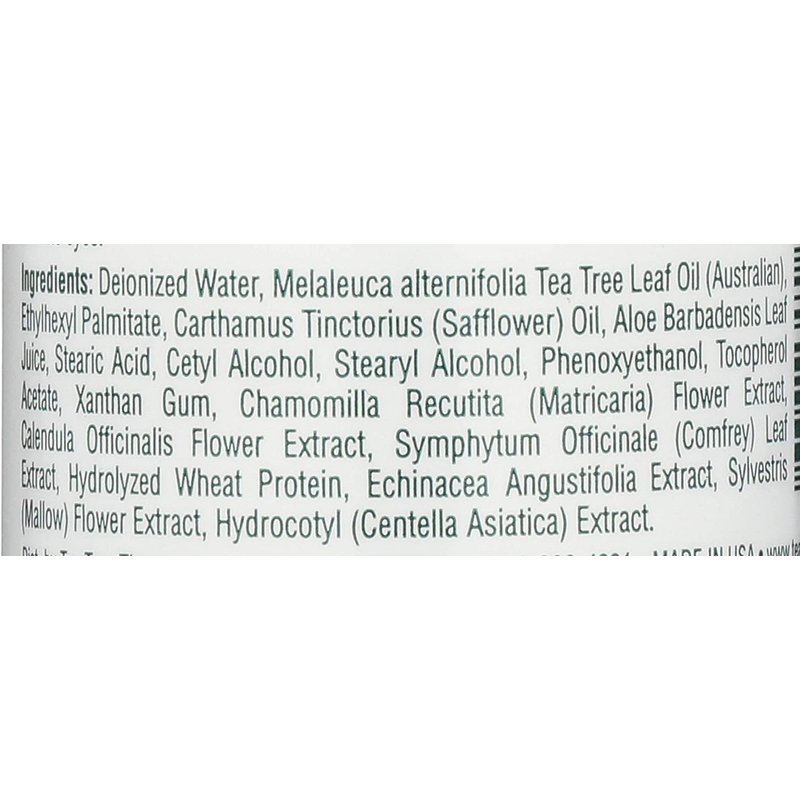 Ingredients: Deionized Water, Melaleuca alternifolia Tea Tree Leaf Oil (Australian),
Ethylhexyl Palmitate, Carthamus Tinctorius (Safflower) Oil, Aloe Barbadensis Leaf
Juice, Stearic Acid, Cetyl Alcohol, Stearyl Alcohol, Phenoxyethanol, Tocopherol
Acetate, Xanthan Gum, Chamomilla Recutita (Matricaria) Flower Extract,
Calendula Officinalis Flower Extract, Symphytum Officinale (Comfrey) Leaf
Extract, Hydrolyzed Wheat Protein, Echinacea Angustifolia Extract, Sylvestris
(Mallow) Flower Extract, Hydrocotyl (Centella Asiatica) Extract.
MADE IN USA •